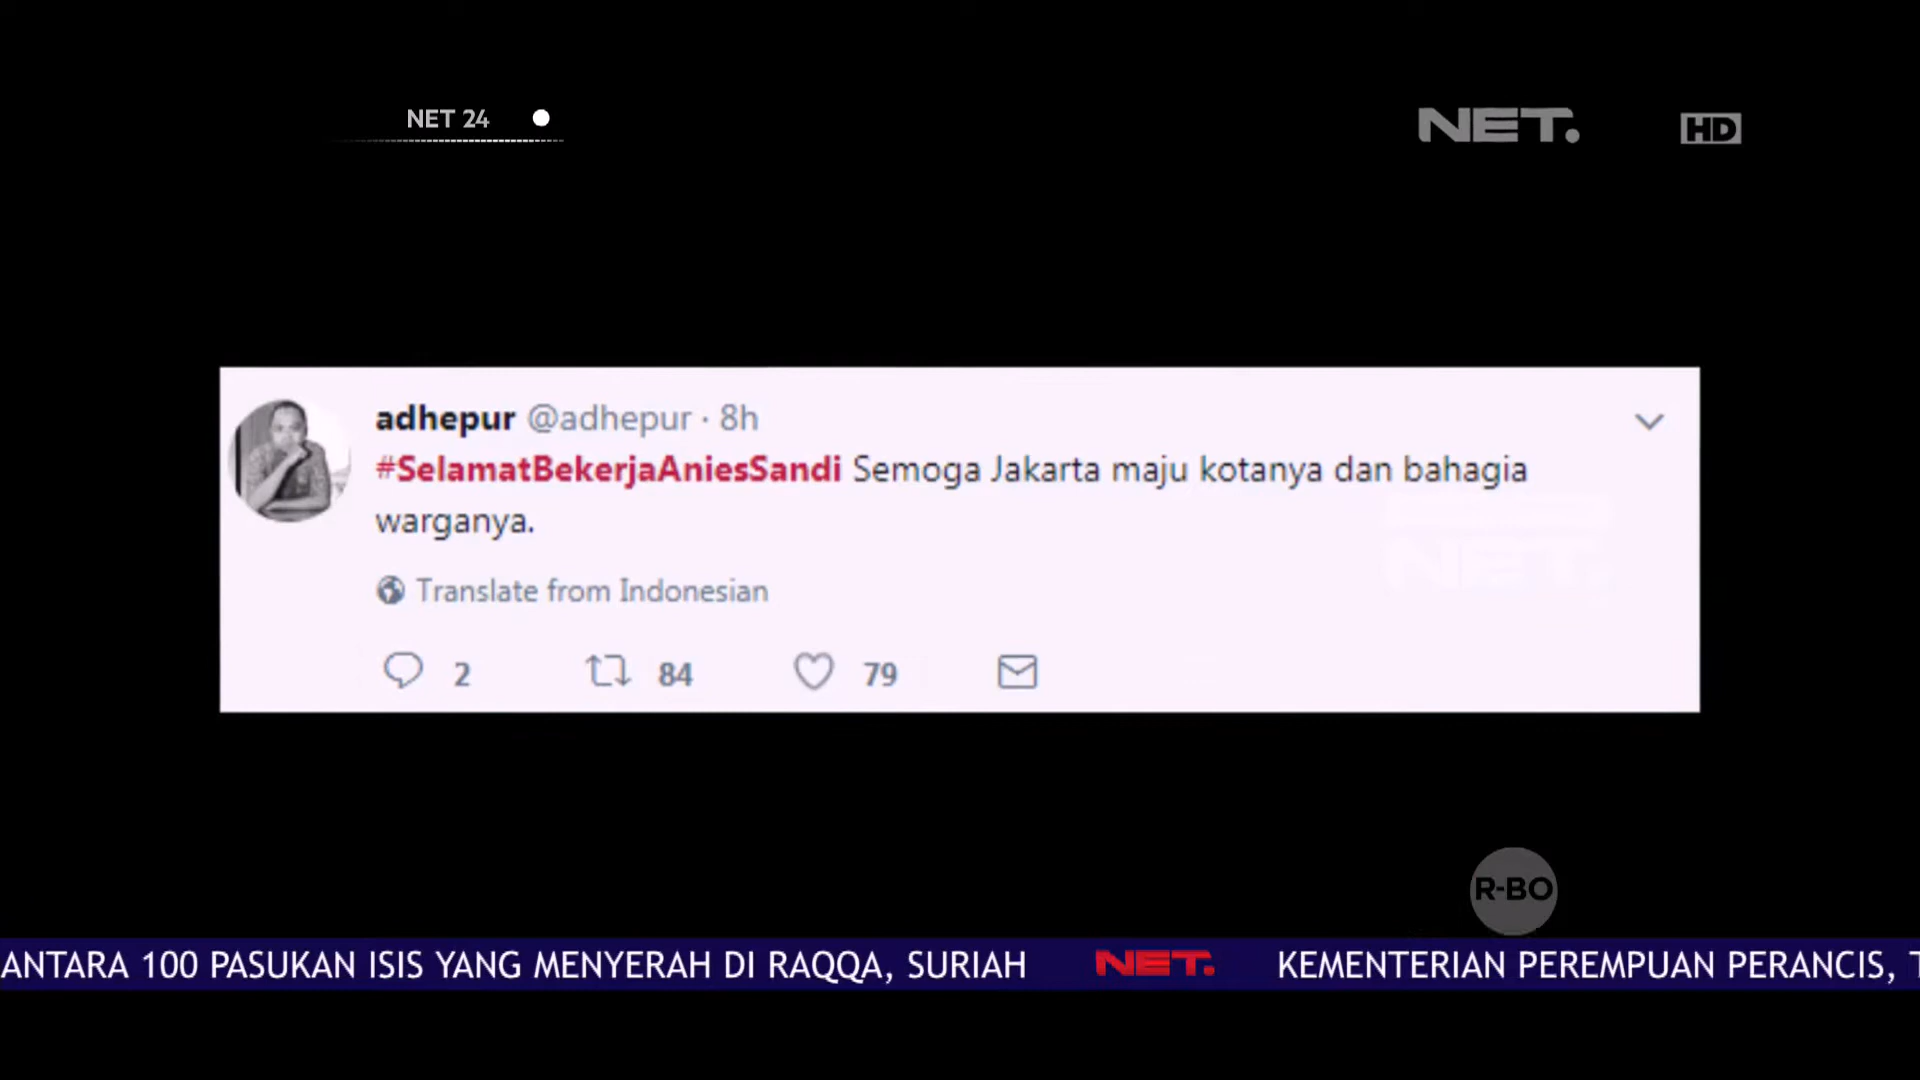 NET 24
NET.
HD
adhepur @adhepur · 8h
#SelamatBekerjaAniesSandi Semoga Jakarta maju kotanya dan bahagia
warganya.
Translate from Indonesian
2 84 79
R-BO
ANTARA 100 PASUKAN ISIS YANG MENYERAH DI RAQQA, SURIAH NET. KEMENTERIAN PEREMPUAN PERANCIS,